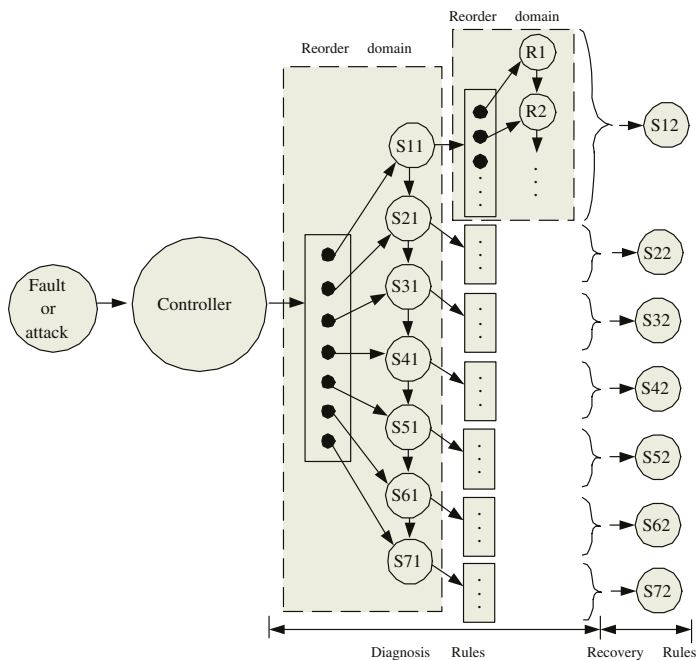 Reorder domain
Reorder domain
R1
R2
S11
S12
S21
S22
Fault
or
attack
Controller
S31
S32
S41
S42
S51
S52
S61
S62
S71
S72
Diagnosis Rules
Recovery Rules